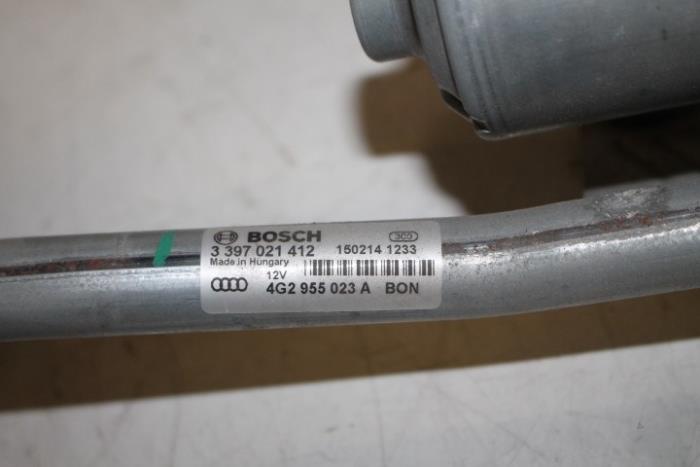 BOSCH
3 397 021 412 150214 1233
Made in Hungary
12V
4G2 955 023 A BON